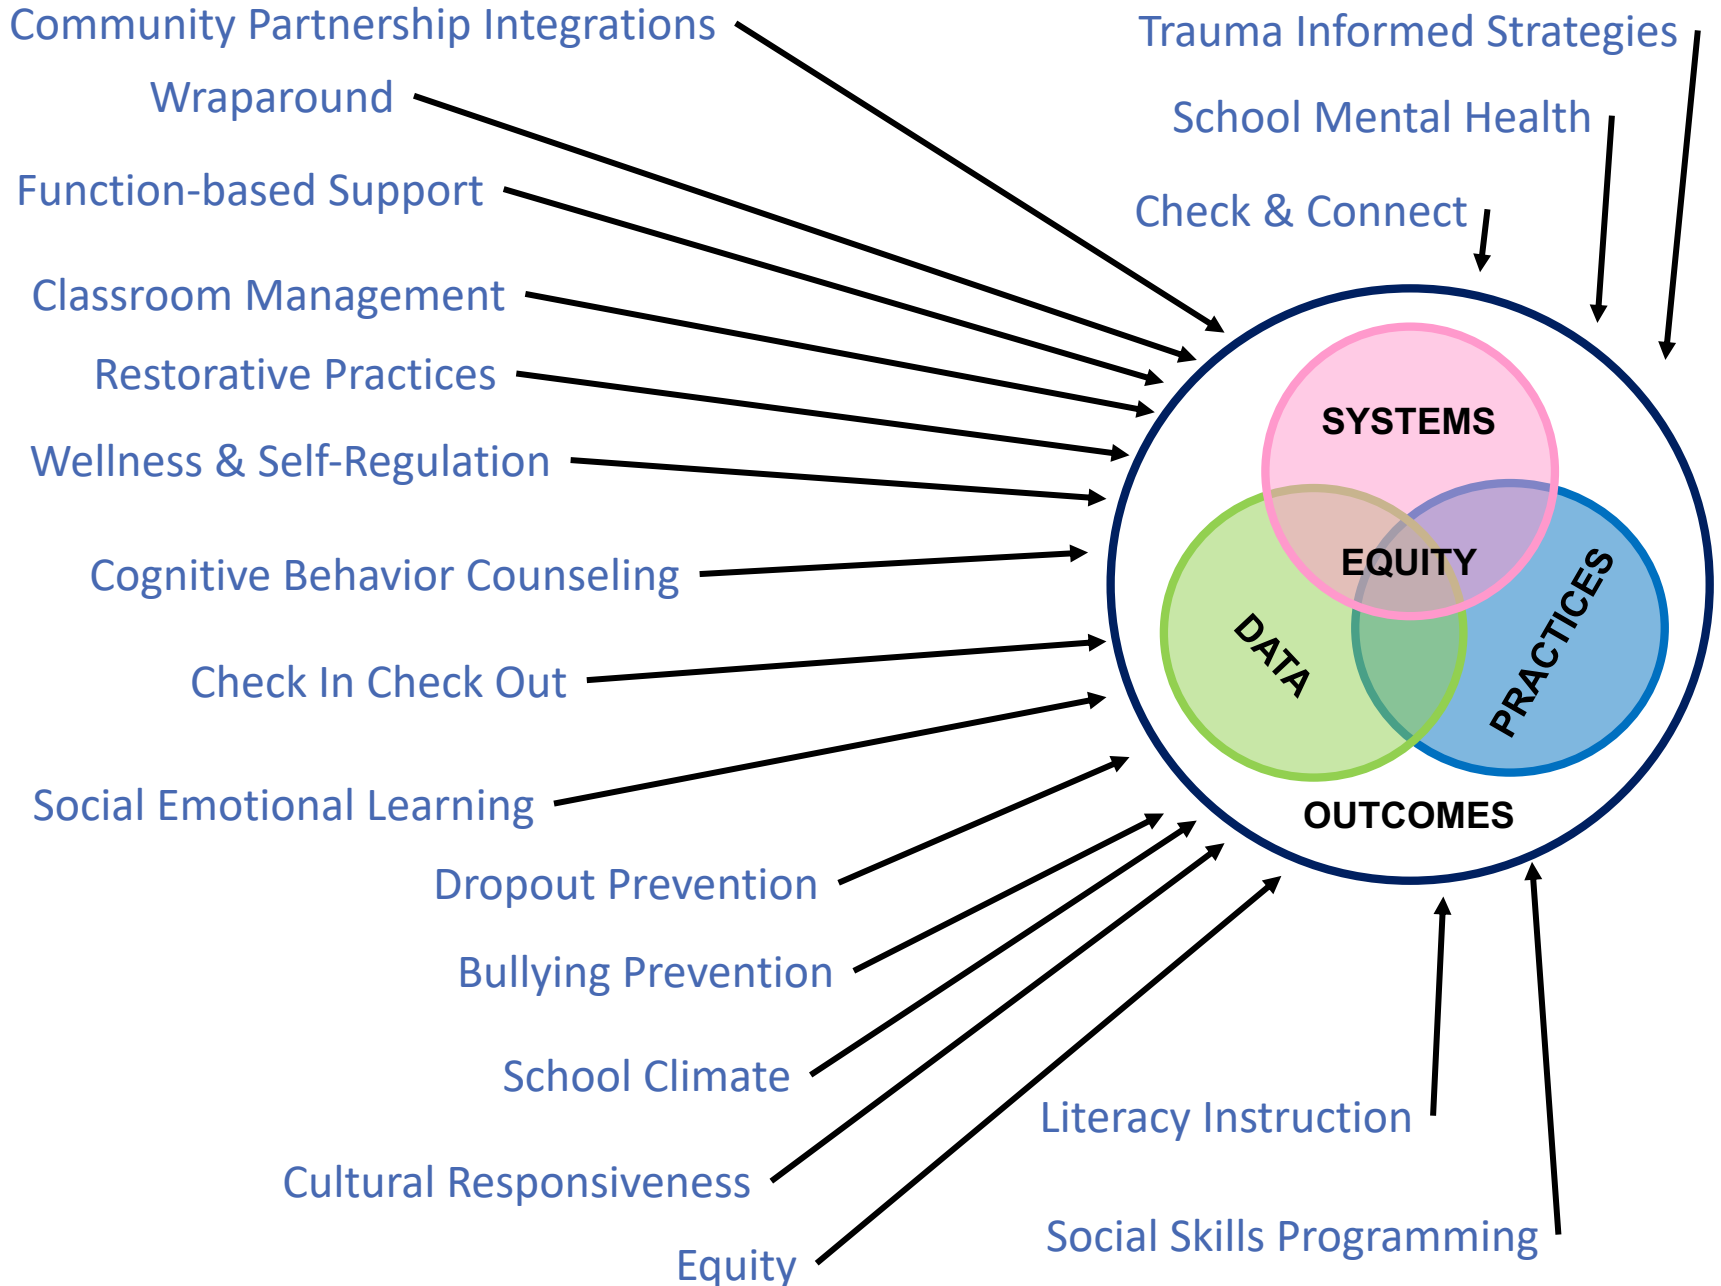 Community Partnership Integrations
Trauma Informed Strategies
Wraparound
School Mental Health
Function-based Support
Check & Connect
Classroom Management
Restorative Practices
Wellness & Self-Regulation
Cognitive Behavior Counseling
Check In Check Out
Social Emotional Learning
Dropout Prevention
Bullying Prevention
School Climate
Cultural Responsiveness
Equity
Literacy Instruction
Social Skills Programming
SYSTEMS
EQUITY
DATA
PRACTICES
OUTCOMES